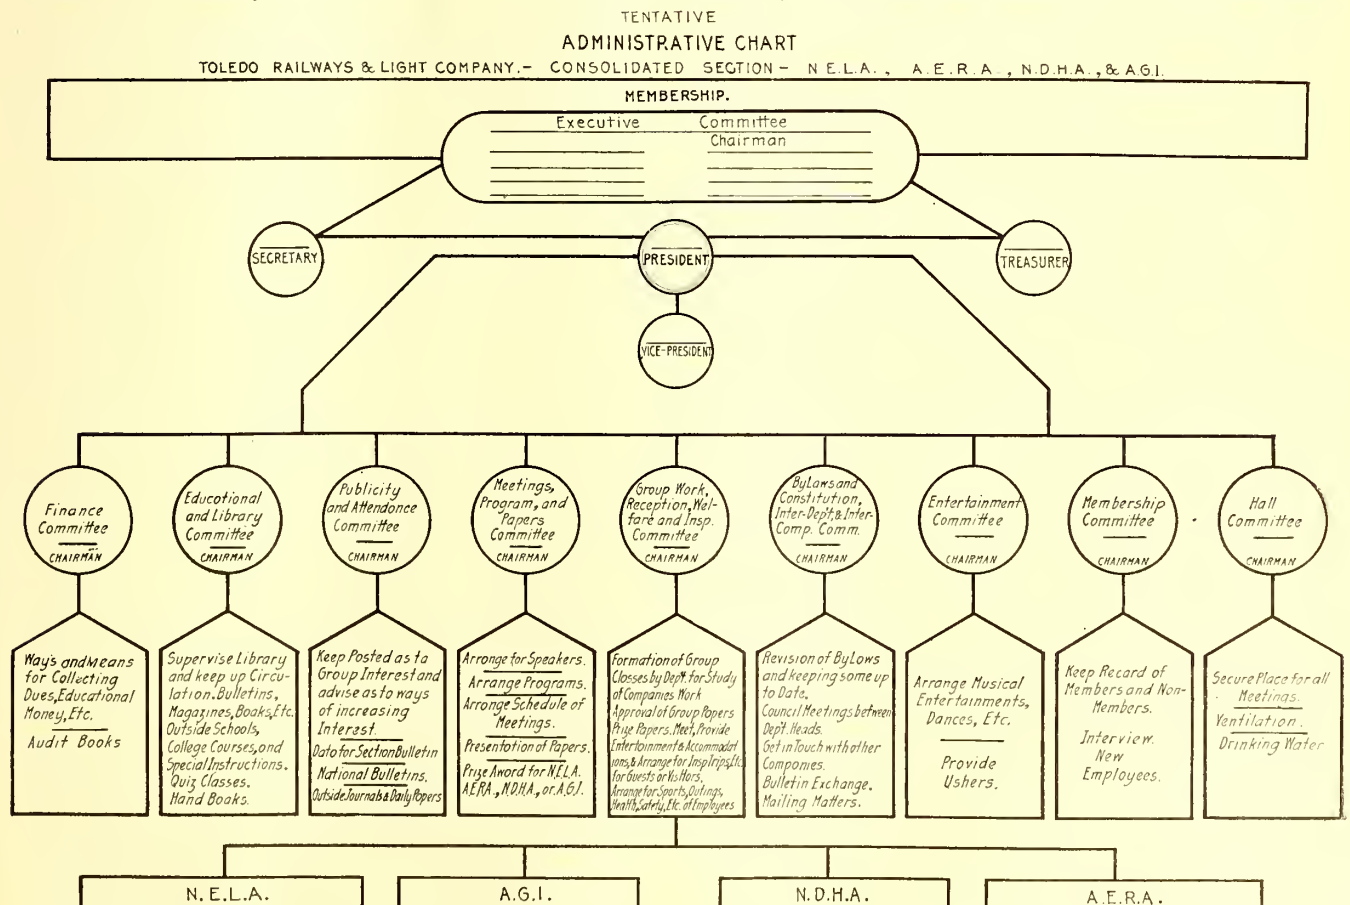 TENTATIVE
ADMINISTRATIVE CHART
TOLEDO RAILWAYS & LIGHT COMPANY.- CONSOLIDATED SECTION- N.E.L.A., A.E.R.A., N.D.H.A., & A.G.I.
MEMBERSHIP.
Executive Committee
Chairman
SECRETARY
PRESIDENT
TREASURER
VICE-PRESIDENT
Finance
Committee
CHAIRMAN
Educational
and Library
Committee
CHAIRMAN
Publicity
and Attendance
Committee
CHAIRMAN
Meetings,
Program, and
Papers
Committee
CHAIRMAN
Group Work,
Reception, Wel-
fare and Insp.
Committee
CHAIRMAN
ByLaws and
Constitution,
Inter-Dep't, & Inter-
Comp. Comm.
CHAIRMAN
Entertainment
Committee
CHAIRMAN
Membership
Committee
CHAIRMAN
Hall
Committee
CHAIRMAN
Way's and Means
for Collecting
Dues, Educational
Money, Etc.
Audit Books
Supervise Library
and keep up Circu-
lation. Bulletins,
Magazines, Books, Etc.
Outside Schools,
College Courses, and
Special Instructions.
Quiz Classes.
Hand Books.
Keep Posted as to
Group Interest and
advise as to ways
of increasing
Interest.
Data for Section Bulletin
National Bulletins.
Outside Journals & Daily Papers
Arrange for Speakers.
Arrange Programs.
Arrange Schedule of
Meetings.
Presentation of Papers.
Prize Award for N.E.L.A.
A.E.R.A., N.D.H.A., or A.G.I.
Formation of Group
Classes by Dep't. for Study
of Companies Work
Approval of Group Papers
Prize Papers. Meet, Provide
Entertainment & Accommodat
ions, & Arrange for Insp Trips, Etc.
for Guests or Visitors.
Arrange for Sports, Outings,
Health, Safety, Etc. of Employees
Revision of By Laws
and keeping some up
to Date.
Council Meetings between
Dep't. Heads.
Get in Touch with other
Companies.
Bulletin Exchange.
Mailing Matters.
Arrange Musical
Entertainments,
Dances, Etc.
Provide
Ushers.
Keep Record of
Members and Non-
Members.
Interview
New
Employees.
Secure Place for all
Meetings.
Ventilation.
Drinking Water
N.E.L.A.
A.G.I.
N.D.H.A.
A.E.R.A.